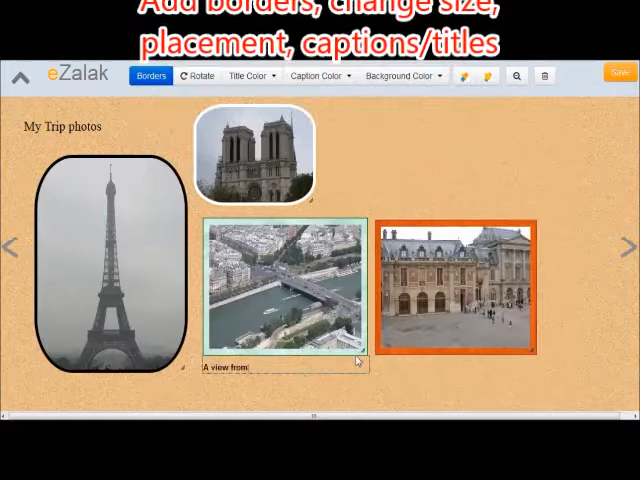 Add borders, change size,
placement, captions/titles
eZalak Borders Rotate Title Color Caption Color Background Color Save
My Trip photos
A view from